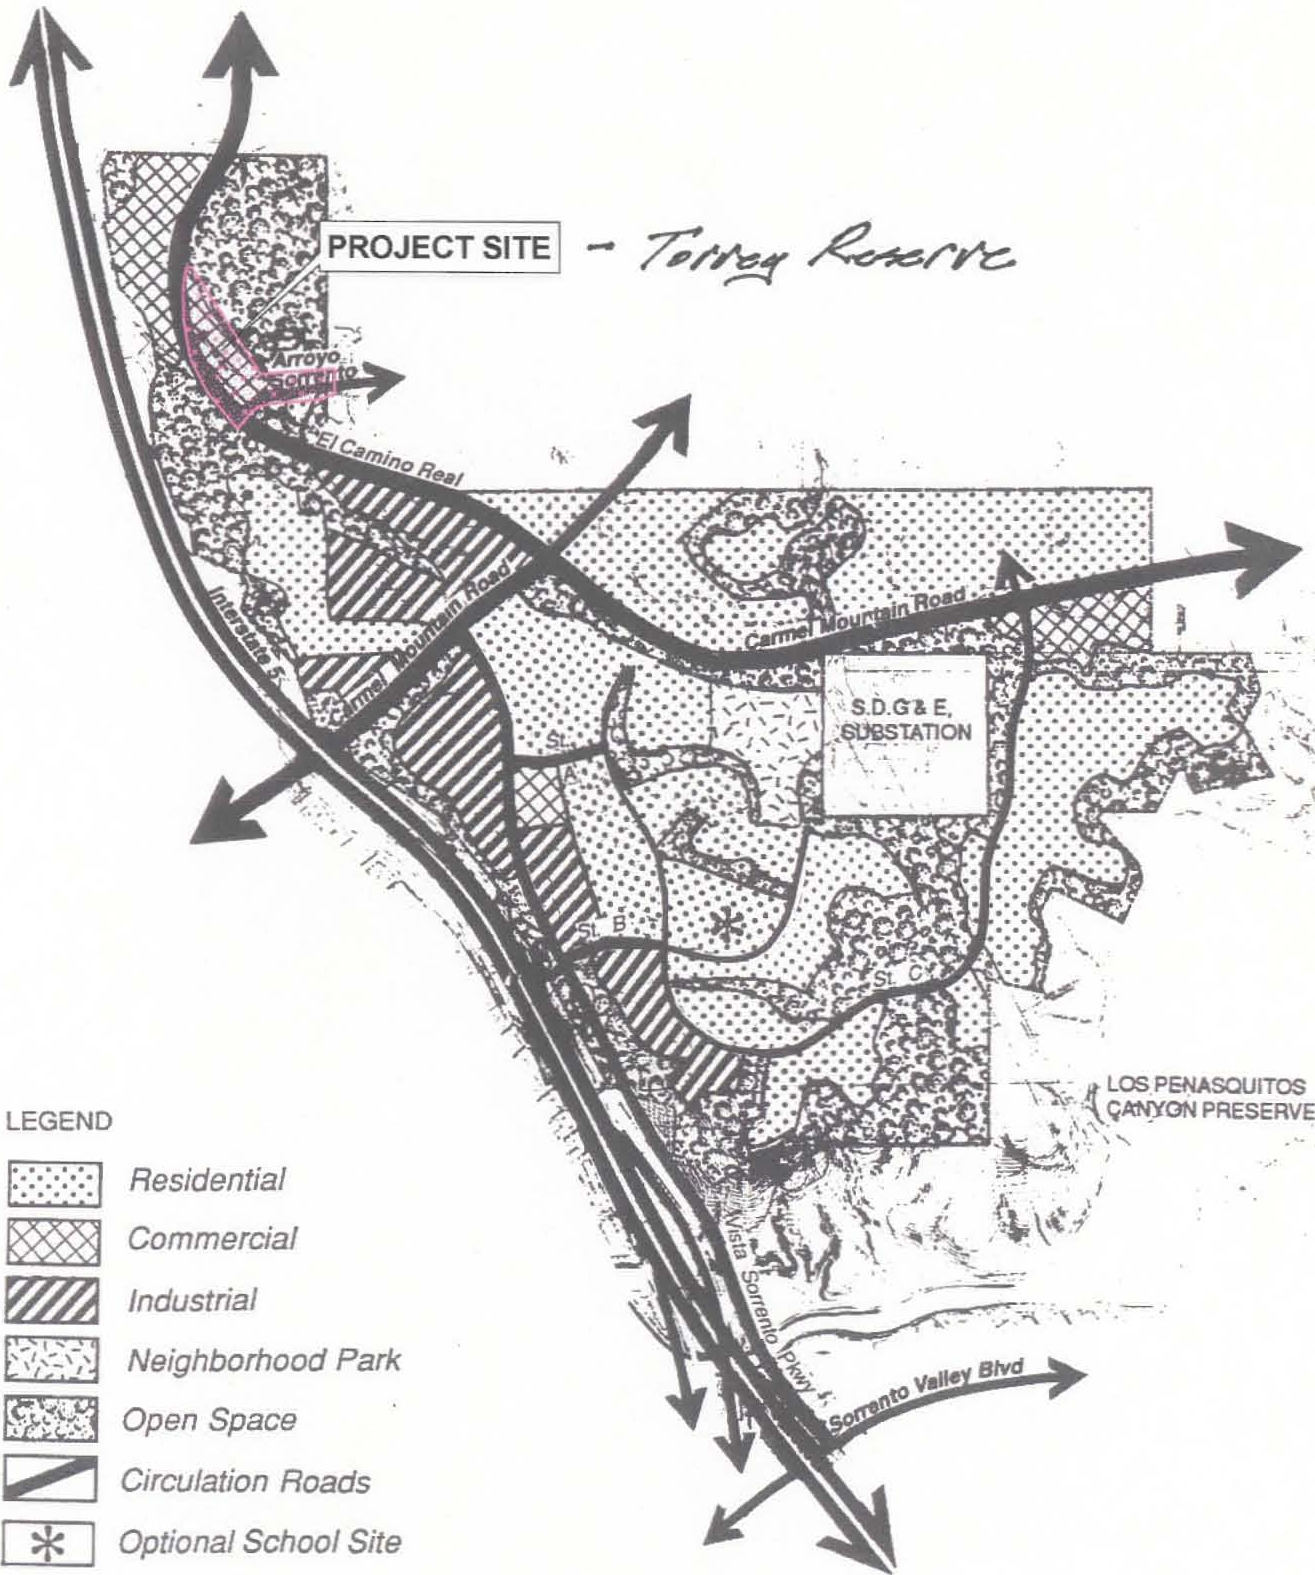 PROJECT SITE - Torrey Reserve
Arroyo
Sorrento
El Camino Real
Carmel Mountain Road
Carmel Mountain Road
Interstate 5
S.D.G & E,
SUBSTATION
St. A
St. B
St. C
LOS PENASQUITOS
CANYON PRESERVE
Vista Sorrento Pkwy
Sorrento Valley Blvd
LEGEND
Residential
Commercial
Industrial
Neighborhood Park
Open Space
Circulation Roads
Optional School Site